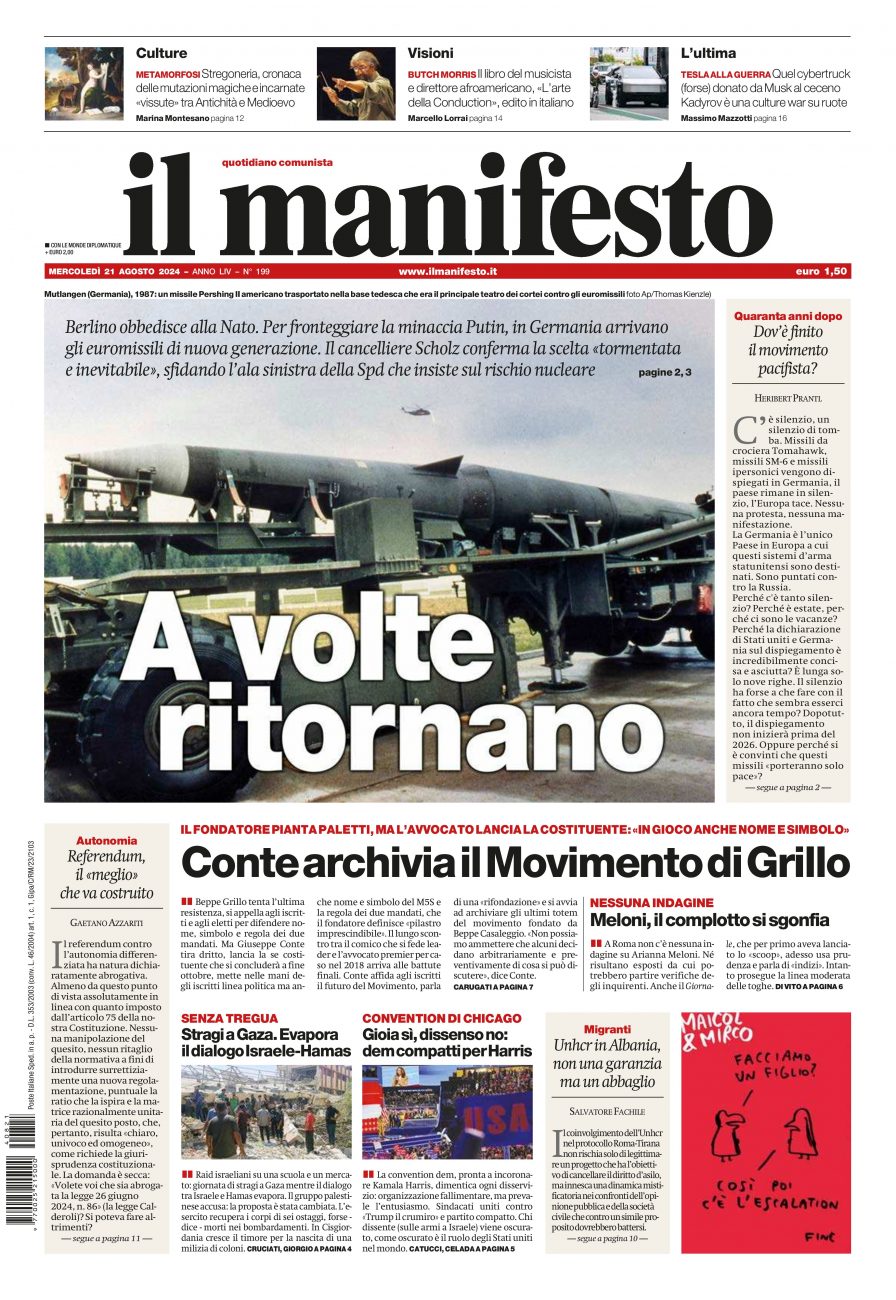 Culture
METAMORFOSI Stregoneria, cronaca
delle mutazioni magiche e incarnate
«vissute» tra Antichità e Medioevo
Marina Montesano pagina 12
Visioni
BUTCH MORRIS Il libro del musicista
e direttore afroamericano, «L'arte
della Conduction», edito in italiano
Marcello Lorrai pagina 14
L'ultima
TESLA ALLA GUERRA Quel cybertruck
(forse) donato da Musk al ceceno
Kadyrov è una culture war su ruote
Massimo Mazzotti pagina 16
quotidiano comunista
il manifesto
■ CON LE MONDE DIPLOMATIQUE
+ EURO 2,00
MERCOLEDÌ 21 AGOSTO 2024 – ANNO LIV – N° 199
www.ilmanifesto.it
euro 1,50
Mutlangen (Germania), 1987: un missile Pershing II americano trasportato nella base tedesca che era il principale teatro dei cortei contro gli euromissili foto Ap/Thomas Kienzle)
Berlino obbedisce alla Nato. Per fronteggiare la minaccia Putin, in Germania arrivano
gli euromissili di nuova generazione. Il cancelliere Scholz conferma la scelta «tormentata
e inevitabile», sfidando l'ala sinistra della Spd che insiste sul rischio nucleare
pagine 2, 3
A volte
ritornano
Quaranta anni dopo
Dov'è finito
il movimento
pacifista?
HERIBERT PRANTL
C'è silenzio, un
silenzio di tom-
ba. Missili da
crociera Tomahawk,
missili SM-6 e missili
ipersonici vengono di-
spiegati in Germania, il
paese rimane in silen-
zio, l'Europa tace. Nessu-
na protesta, nessuna ma-
nifestazione.
La Germania è l'unico
Paese in Europa a cui
questi sistemi d'arma
statunitensi sono desti-
nati. Sono puntati con-
tro la Russia.
Perché c'è tanto silen-
zio? Perché è estate, per-
ché ci sono le vacanze?
Perché la dichiarazione
di Stati uniti e Germa-
nia sul dispiegamento è
incredibilmente conci-
sa e asciutta? È lunga so-
lo nove righe. Il silenzio
ha forse a che fare con il
fatto che sembra esserci
ancora tempo? Dopotut-
to, il dispiegamento
non inizierà prima del
2026. Oppure perché si
è convinti che questi
missili «porteranno solo
pace»?
— segue a pagina 2 —
Autonomia
Referendum,
il «meglio»
che va costruito
GAETANO AZZARITI
Il referendum contro
l'autonomia differen-
ziata ha natura dichia-
ratamente abrogativa.
Almeno da questo punto
di vista assolutamente in
linea con quanto imposto
dall'articolo 75 della no-
stra Costituzione. Nessu-
na manipolazione del
quesito, nessun ritaglio
della normativa a fini di
introdurre surrettizia-
mente una nuova regola-
mentazione, puntuale la
ratio che la ispira e la ma-
trice razionalmente unita-
ria del quesito posto, che,
pertanto, risulta «chiaro,
univoco ed omogeneo»,
come richiede la giuri-
sprudenza costituziona-
le. La domanda è secca:
«Volete voi che sia abroga-
ta la legge 26 giugno
2024, n. 86» (la legge Cal-
deroli)? Si poteva fare al-
trimenti?
— segue a pagina 11 —
IL FONDATORE PIANTA PALETTI, MA L'AVVOCATO LANCIA LA COSTITUENTE: «IN GIOCO ANCHE NOME E SIMBOLO»
Conte archivia il Movimento di Grillo
Beppe Grillo tenta l'ultima
resistenza, si appella agli iscrit-
ti e agli eletti per difendere no-
me, simbolo e regola dei due
mandati. Ma Giuseppe Conte
tira dritto, lancia la se costi-
tuente che si concluderà a fine
ottobre, mette nelle mani de-
gli iscritti linea politica ma an-
che nome e simbolo del M5S e
la regola dei due mandati, che
il fondatore definisce «pilastro
imprescindibile». Il lungo scon-
tro tra il comico che si fede lea-
der e l'avvocato premier per ca-
so nel 2018 arriva alle battute
finali. Conte affida agli iscritti
il futuro del Movimento, parla
di una «rifondazione» e si avvia
ad archiviare gli ultimi totem
del movimento fondato da
Beppe Casaleggio. «Non possia-
mo ammettere che alcuni deci-
dano arbitrariamente e pre-
ventivamente di cosa si può di-
scutere», dice Conte.
CARUGATI A PAGINA 7
NESSUNA INDAGINE
Meloni, il complotto si sgonfia
A Roma non c'è nessuna in-
dagine su Arianna Meloni. Né
risultano esposti da cui po-
trebbero partire verifiche de-
gli inquirenti. Anche il Giorna-
le, che per primo aveva lancia-
to lo «scoop», adesso usa pru-
denza e parla di «indizi». Intan-
to prosegue la linea moderata
delle toghe. DI VITO A PAGINA 6
SENZA TREGUA
Stragi a Gaza. Evapora
il dialogo Israele-Hamas
Raid israeliani su una scuola e un merca-
to: giornata di stragi a Gaza mentre il dialogo
tra Israele e Hamas evapora. Il gruppo palesti-
nese accusa: la proposta è stata cambiata. L'e-
sercito recupera i corpi di sei ostaggi, forse -
dice - morti nei bombardamenti. In Cisgior-
dania cresce il timore per la nascita di una
milizia di coloni. CRUCIATI, GIORGIO A PAGINA 4
CONVENTION DI CHICAGO
Gioia sì, dissenso no:
dem compatti per Harris
USA
La convention dem, pronta a incorona-
re Kamala Harris, dimentica ogni disservi-
zio: organizzazione fallimentare, ma preva-
le l'entusiasmo. Sindacati uniti contro
«Trump il crumiro» e partito compatto. Chi
dissente (sulle armi a Israele) viene oscura-
to, come oscurato è il ruolo degli Stati uniti
nel mondo. CATUCCI, CELADA A PAGINA 5
Migranti
Unhcr in Albania,
non una garanzia
ma un abbaglio
SALVATORE FACHILE
Il coinvolgimento dell'Unhcr
nel protocollo Roma-Tirana
non rischia solo di legittima-
re un progetto che ha l'obietti-
vo di cancellare il diritto d'asilo,
ma innesca una dinamica misti-
ficatoria nei confronti dell'opi-
nione pubblica e della società
civile che contro un simile pro-
posito dovrebbero battersi.
— segue a pagina 10 —
MAICOL
& MIRCO
FACCIAMO
UN FIGLIO?
COSÌ POI
C'È L'ESCALATION
FINE
Poste Italiane Sped. in a. p. - D.L. 353/2003 (conv. L. 46/2004) art. 1, c. 1, Gipa/C/RM/23/2103
40821
9 770025 215000